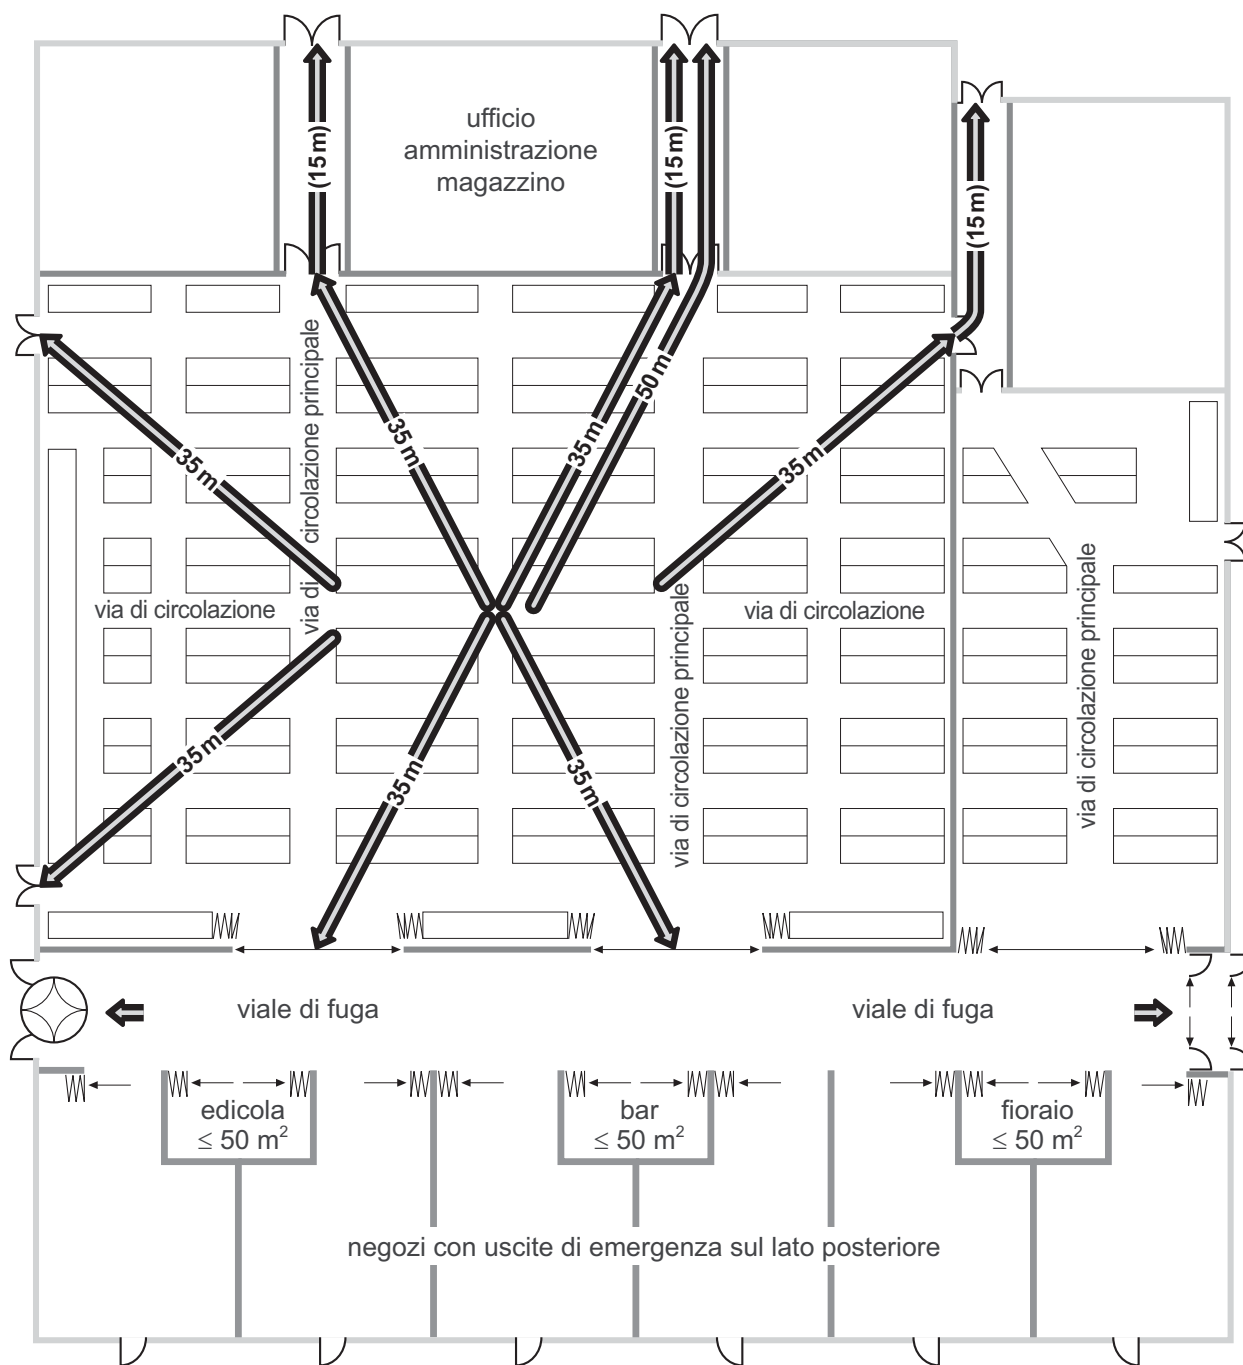 ufficio
amministrazione
magazzino
(15 m)
(15 m)
(15 m)
via di circolazione principale
35 m
35 m
35 m
50 m
35 m
via di circolazione
via di circolazione
via di circolazione principale
via di circolazione principale
35 m
35 m
35 m
viale di fuga
viale di fuga
edicola
≤ 50 m²
bar
≤ 50 m²
fioraio
≤ 50 m²
negozi con uscite di emergenza sul lato posteriore